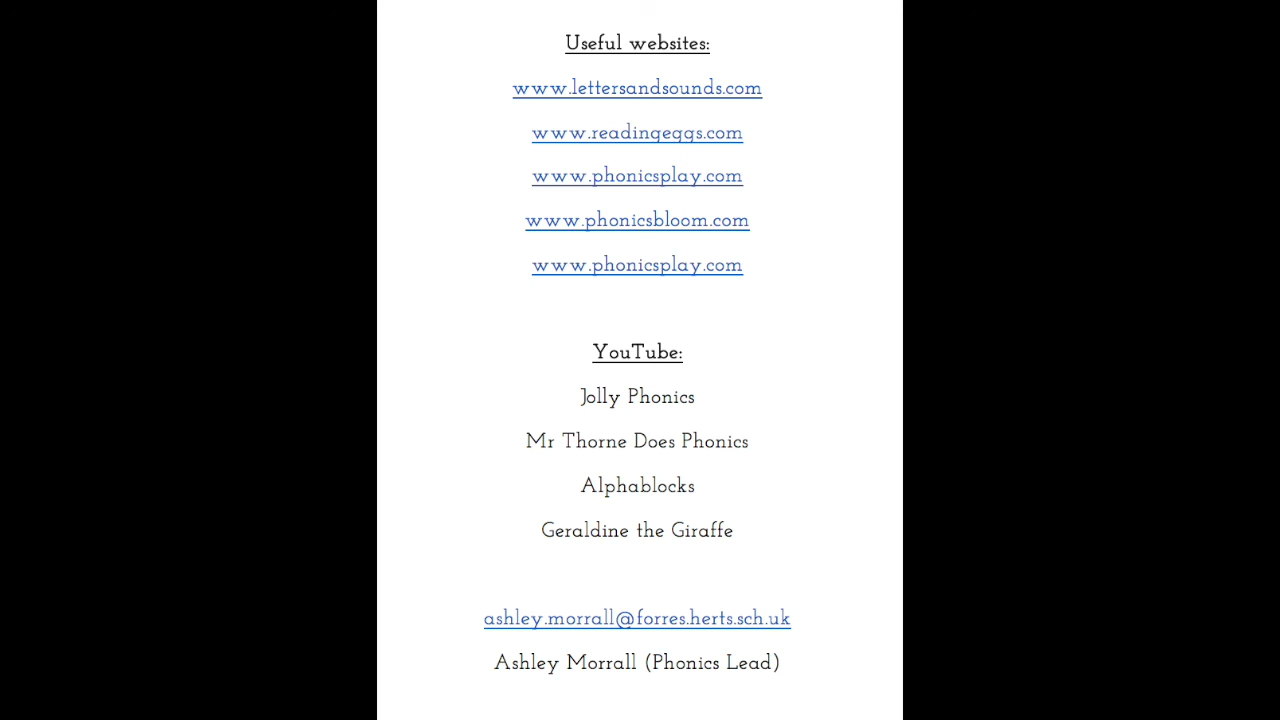 Useful websites:
www.lettersandsounds.com
www.readingeggs.com
www.phonicsplay.com
www.phonicsbloom.com
www.phonicsplay.com
YouTube:
Jolly Phonics
Mr Thorne Does Phonics
Alphablocks
Geraldine the Giraffe
ashley.morrall@forres.herts.sch.uk
Ashley Morrall (Phonics Lead)